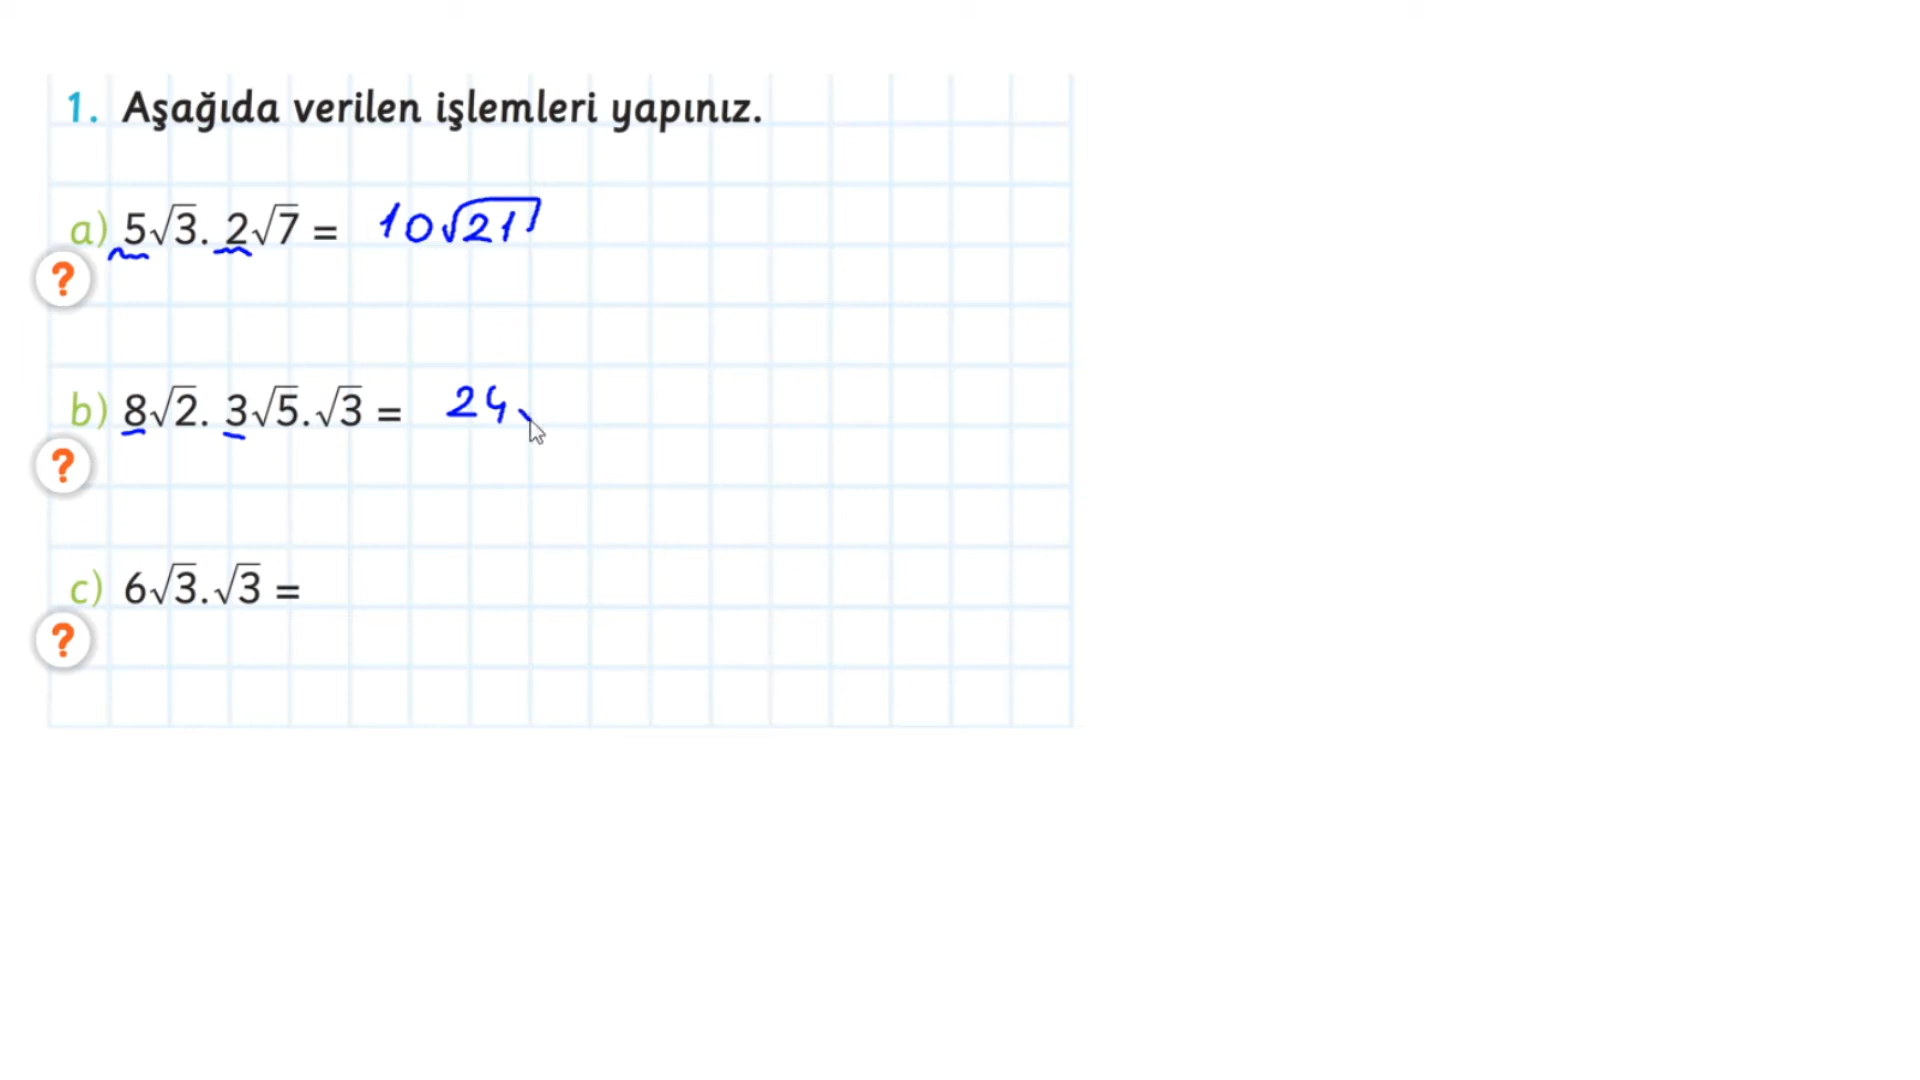 1. Aşağıda verilen işlemleri yapınız.
a) 5√3. 2√7 = 10√21
?
b) 8√2. 3√5.√3 = 24
?
c) 6√3.√3 =
?